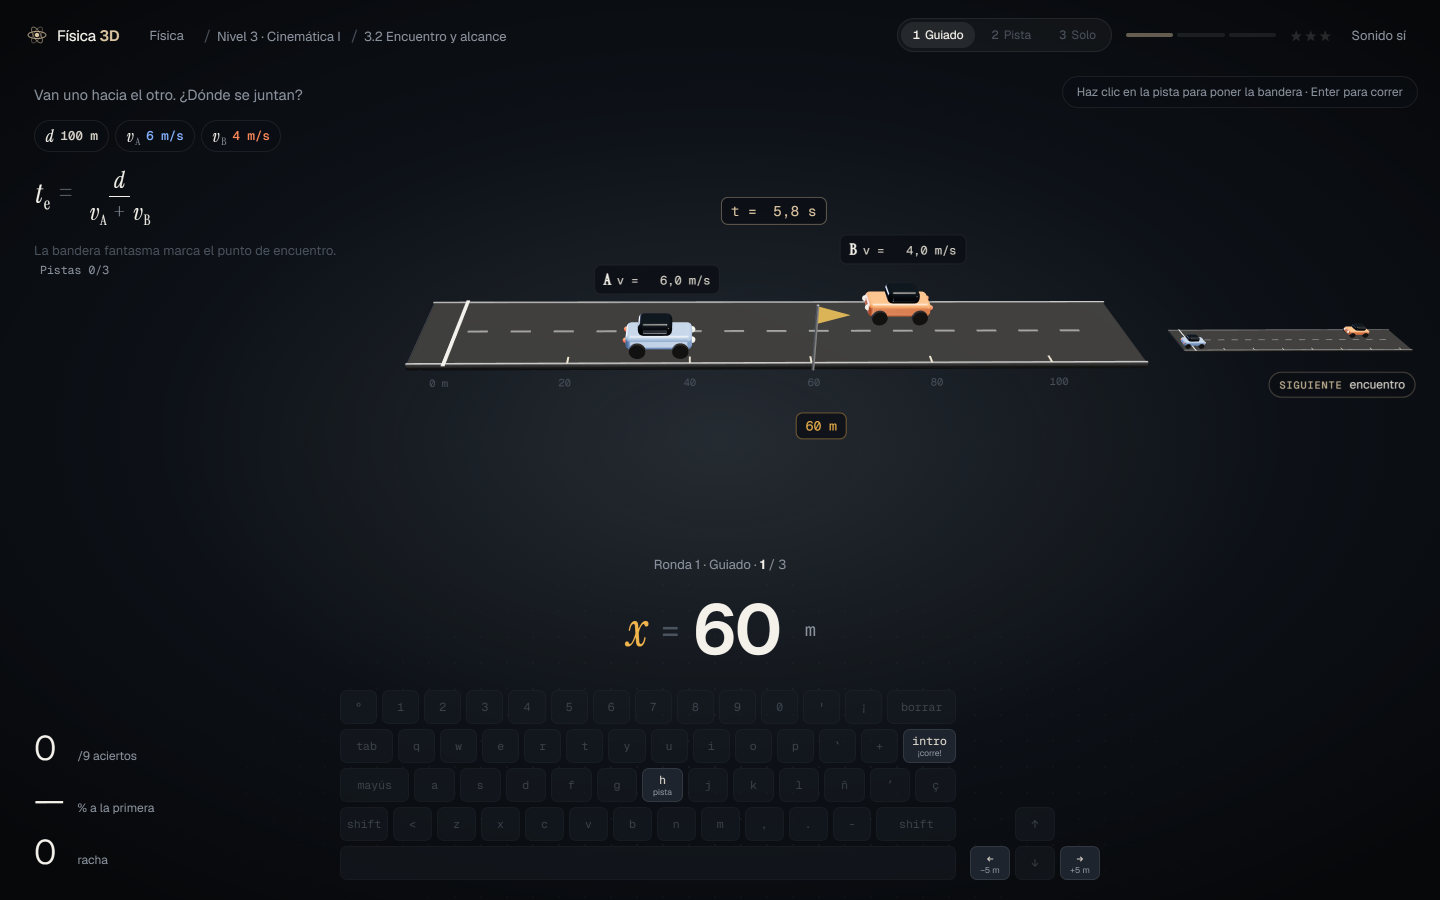 Física 3D
Física / Nivel 3 · Cinemática I / 3.2 Encuentro y alcance
1 Guiado 2 Pista 3 Solo
★★★ Sonido sí
Van uno hacia el otro. ¿Dónde se juntan?
Haz clic en la pista para poner la bandera · Enter para correr
d 100 m vA 6 m/s vB 4 m/s
te = d / (vA + vB)
La bandera fantasma marca el punto de encuentro.
Pistas 0/3
t = 5,8 s
B v = 4,0 m/s
A v = 6,0 m/s
0 m 20 40 60 80 100
SIGUIENTE encuentro
60 m
Ronda 1 · Guiado · 1 / 3
x = 60 m
º 1 2 3 4 5 6 7 8 9 0 ' ¡ borrar
tab q w e r t y u i o p ` + intro
¡corre!
mayús a s d f g h j k l ñ ´ ç
pista
shift < z x c v b n m , . - shift ↑
← ↓ →
−5 m +5 m
0 /9 aciertos
— % a la primera
0 racha